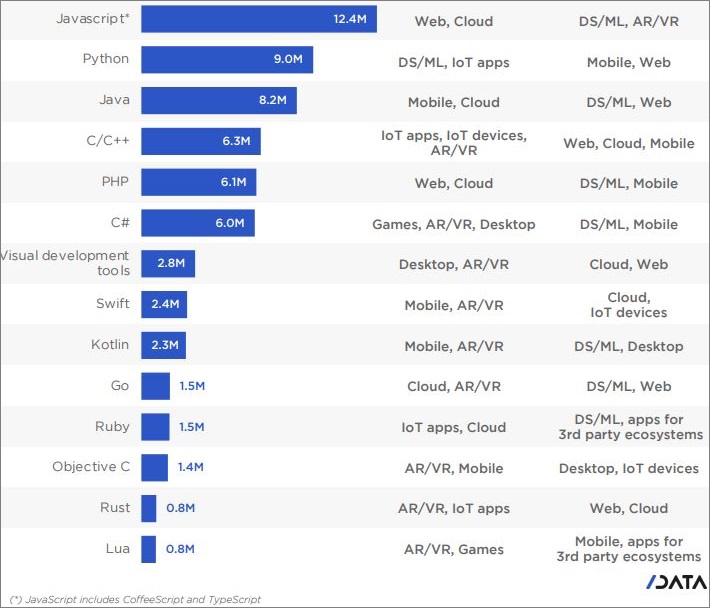 Javascript* 12.4M Web, Cloud DS/ML, AR/VR
Python 9.0M DS/ML, IoT apps Mobile, Web
Java 8.2M Mobile, Cloud DS/ML, Web
C/C++ 6.3M IoT apps, IoT devices,
AR/VR Web, Cloud, Mobile
PHP 6.1M Web, Cloud DS/ML, Mobile
C# 6.0M Games, AR/VR, Desktop DS/ML, Mobile
Visual development
tools 2.8M Desktop, AR/VR Cloud, Web
Swift 2.4M Mobile, AR/VR Cloud,
IoT devices
Kotlin 2.3M Mobile, AR/VR DS/ML, Desktop
Go 1.5M Cloud, AR/VR DS/ML, Web
Ruby 1.5M IoT apps, Cloud DS/ML, apps for
3rd party ecosystems
Objective C 1.4M AR/VR, Mobile Desktop, IoT devices
Rust 0.8M AR/VR, IoT apps Web, Cloud
Lua 0.8M AR/VR, Games Mobile, apps for
3rd party ecosystems
/DATA
(*) JavaScript includes CoffeeScript and TypeScript